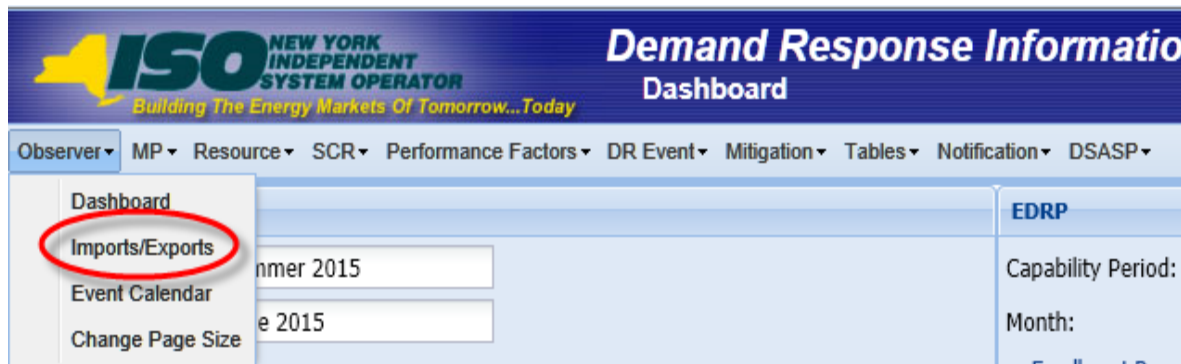 ISO NEW YORK
INDEPENDENT
SYSTEM OPERATOR
Building The Energy Markets Of Tomorrow...Today
Demand Response Informatio
Dashboard
Observer MP Resource SCR Performance Factors DR Event Mitigation Tables Notification DSASP
Dashboard
Imports/Exports
Event Calendar
Change Page Size
mmer 2015
e 2015
EDRP
Capability Period:
Month: